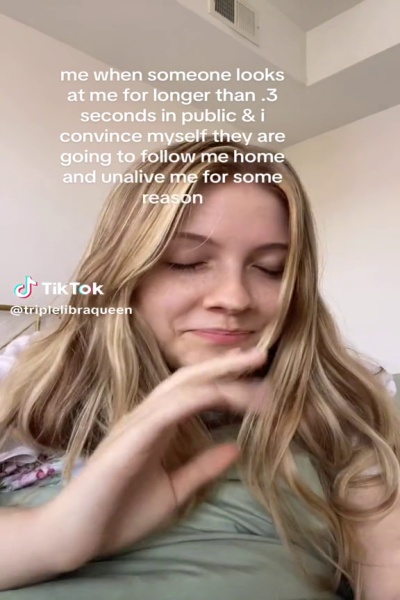 me when someone looks
at me for longer than .3
seconds in public & i
convince myself they are
going to follow me home
and unalive me for some
reason
TikTok
@triplelibraqueen